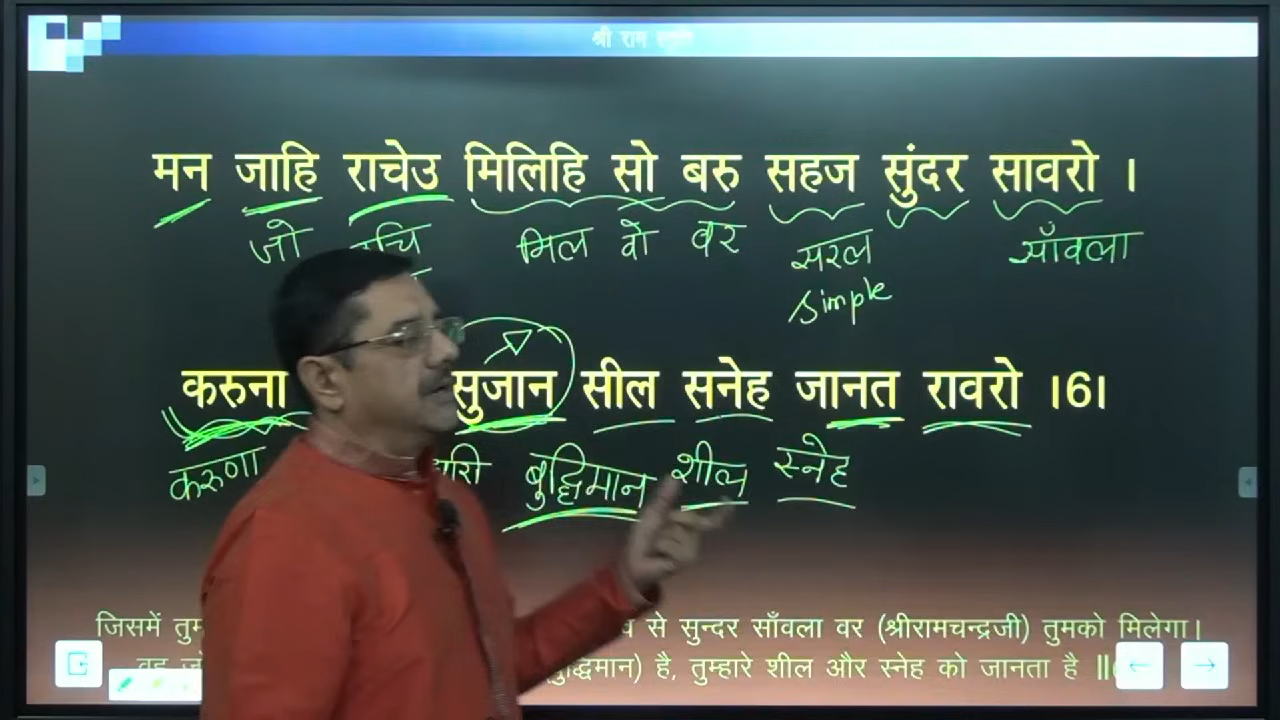 श्री राम स्तुति
मन जाहि राचेउ मिलिहि सो बरु सहज सुंदर सावरो ।
जो मिल वो वर सरल साँवला
simple
करुना सुजान सील सनेह जानत रावरो ।6।
करुणा बुद्धिमान शील स्नेह
जिसमें से सुन्दर साँवला वर (श्रीरामचन्द्रजी) तुमको मिलेगा।
है, तुम्हारे शील और स्नेह को जानता है